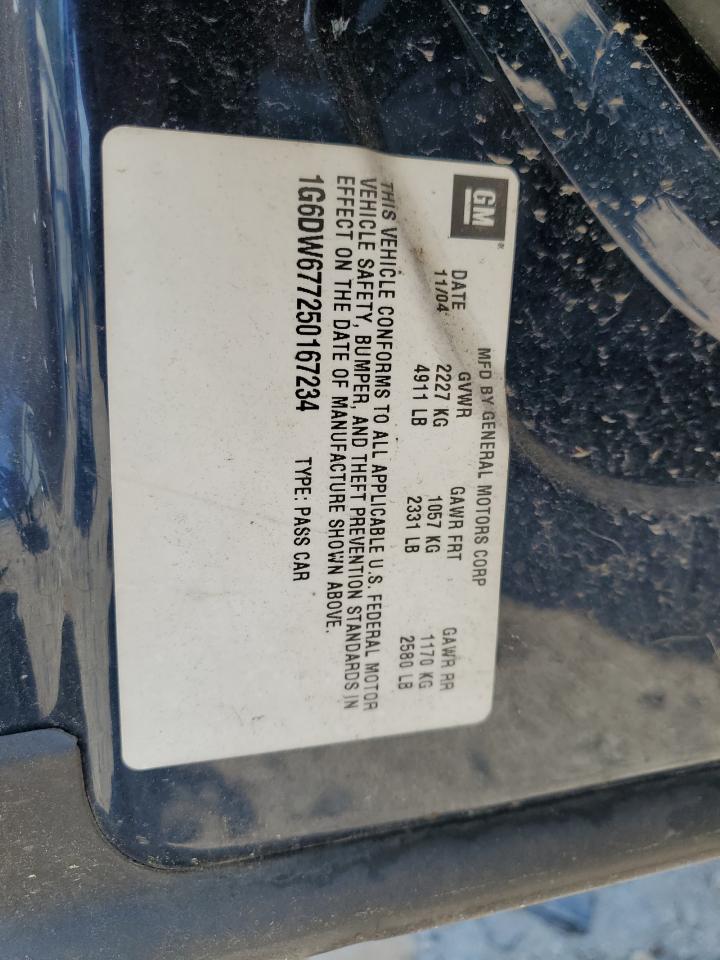 GM®
MFD BY GENERAL MOTORS CORP
DATE GVWR GAWR FRT GAWR RR
11/04 2227 KG 1057 KG 1170 KG
4911 LB 2331 LB 2580 LB
THIS VEHICLE CONFORMS TO ALL APPLICABLE U.S. FEDERAL MOTOR
VEHICLE SAFETY, BUMPER, AND THEFT PREVENTION STANDARDS IN
EFFECT ON THE DATE OF MANUFACTURE SHOWN ABOVE.
1G6DW677250167234 TYPE: PASS CAR